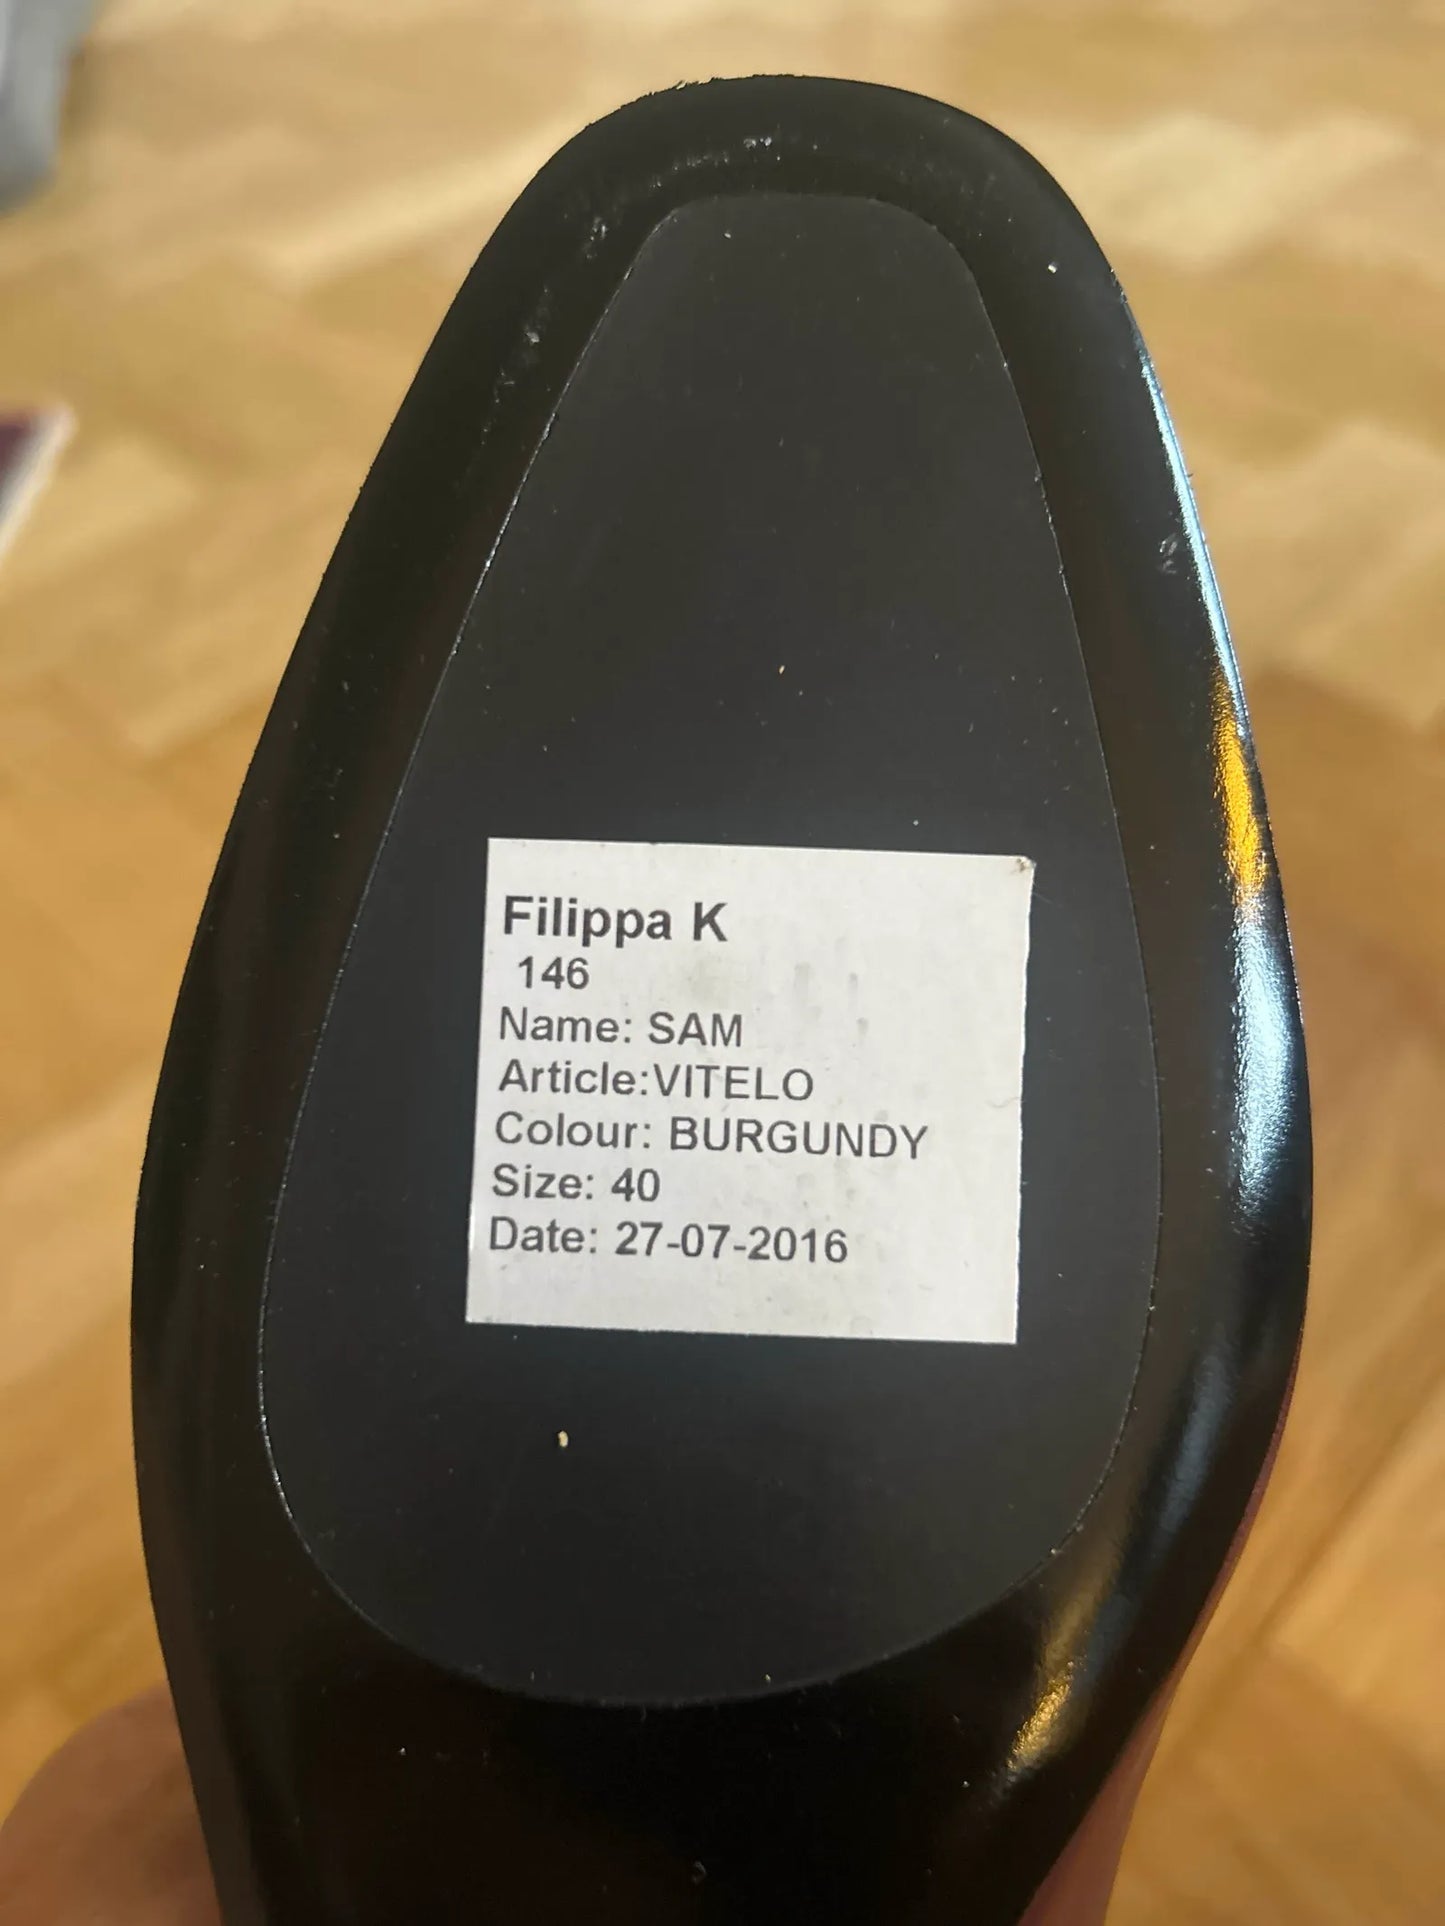 Filippa K
146
Name: SAM
Article:VITELO
Colour: BURGUNDY
Size: 40
Date: 27-07-2016